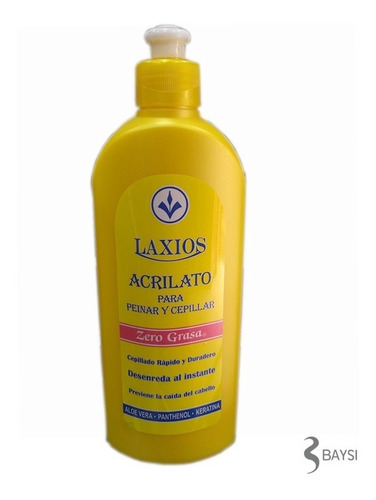 LAXIOS
ACRILATO
PARA
PEINAR Y CEPILLAR
Zero Grasa
Cepillado Rápido y Duradero
Desenreda al instante
Previene la caída del cabello
ALOE VERA - PANTHENOL - KERATINA
BAYSI